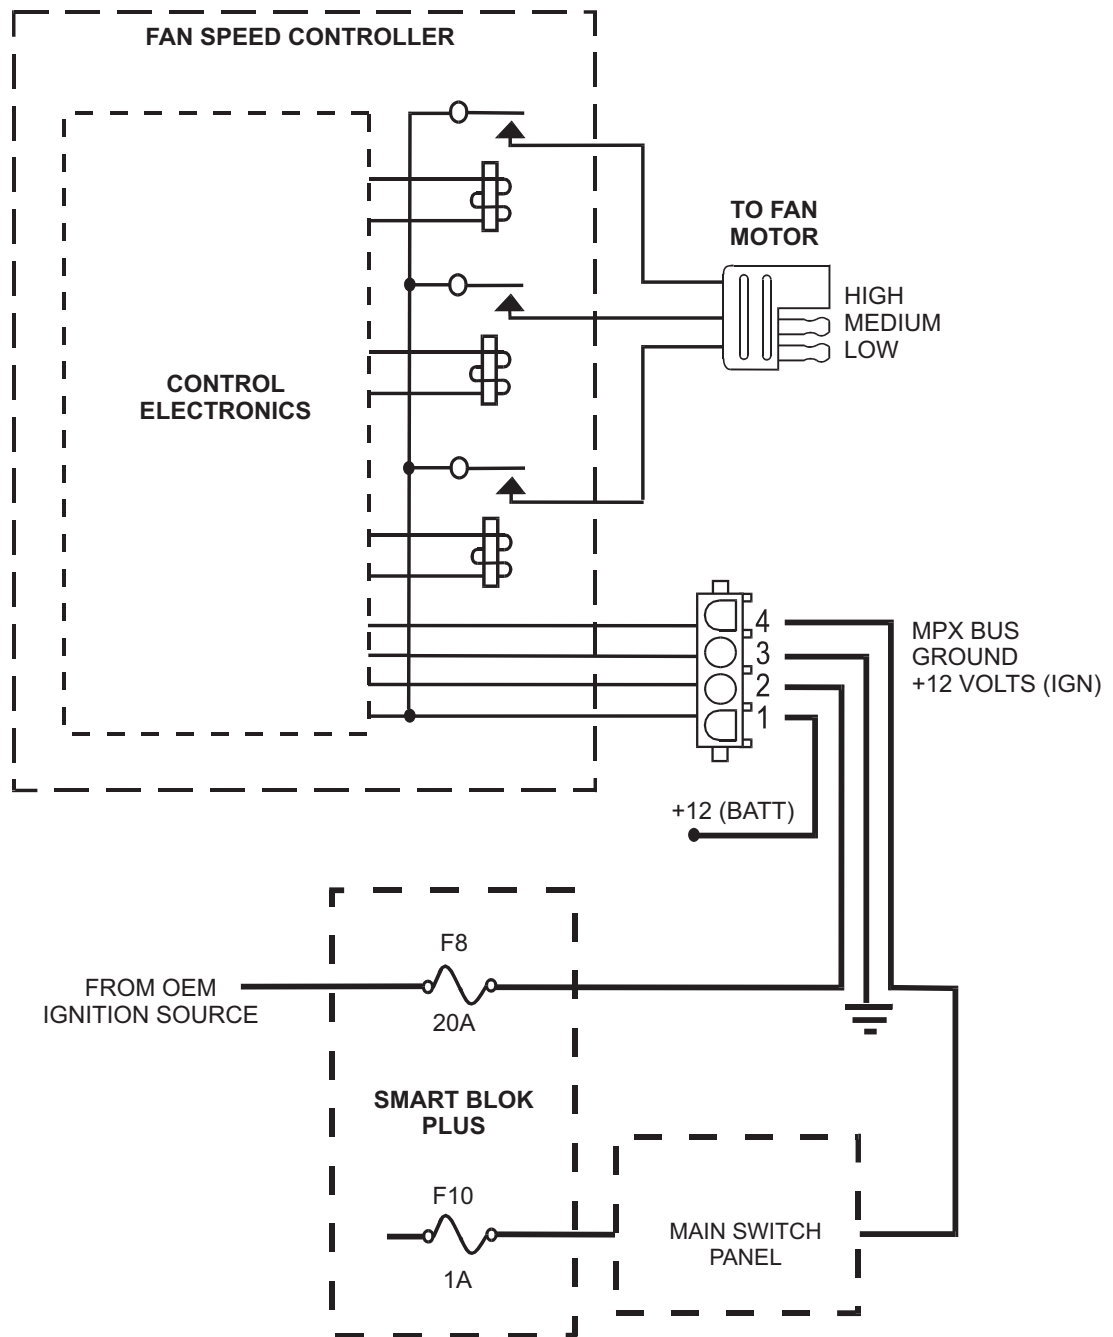 FAN SPEED CONTROLLER
TO FAN
MOTOR
HIGH
MEDIUM
LOW
CONTROL
ELECTRONICS
4
3
2
1
MPX BUS
GROUND
+12 VOLTS (IGN)
+12 (BATT)
F8
20A
FROM OEM
IGNITION SOURCE
SMART BLOK
PLUS
F10
1A
MAIN SWITCH
PANEL